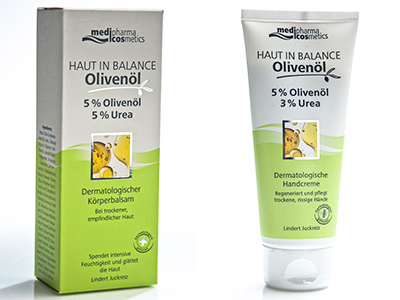 medipharma
cosmetics
HAUT IN BALANCE
Olivenöl
5 % Olivenöl
5 % Urea
Dermatologischer
Körperbalsam
Bei trockener,
empfindlicher Haut
Spendet intensive
Feuchtigkeit und glättet
die Haut
Lindert Juckreiz
medipharma
cosmetics
HAUT IN BALANCE
Olivenöl
5 % Olivenöl
3 % Urea
Dermatologische
Handcreme
Regeneriert und pflegt
trockene, rissige Hände
Lindert Juckreiz